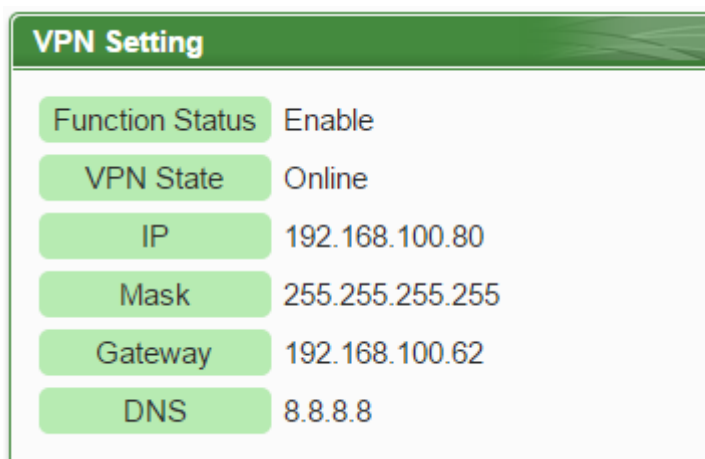 VPN Setting
Function Status Enable
VPN State Online
IP 192.168.100.80
Mask 255.255.255.255
Gateway 192.168.100.62
DNS 8.8.8.8